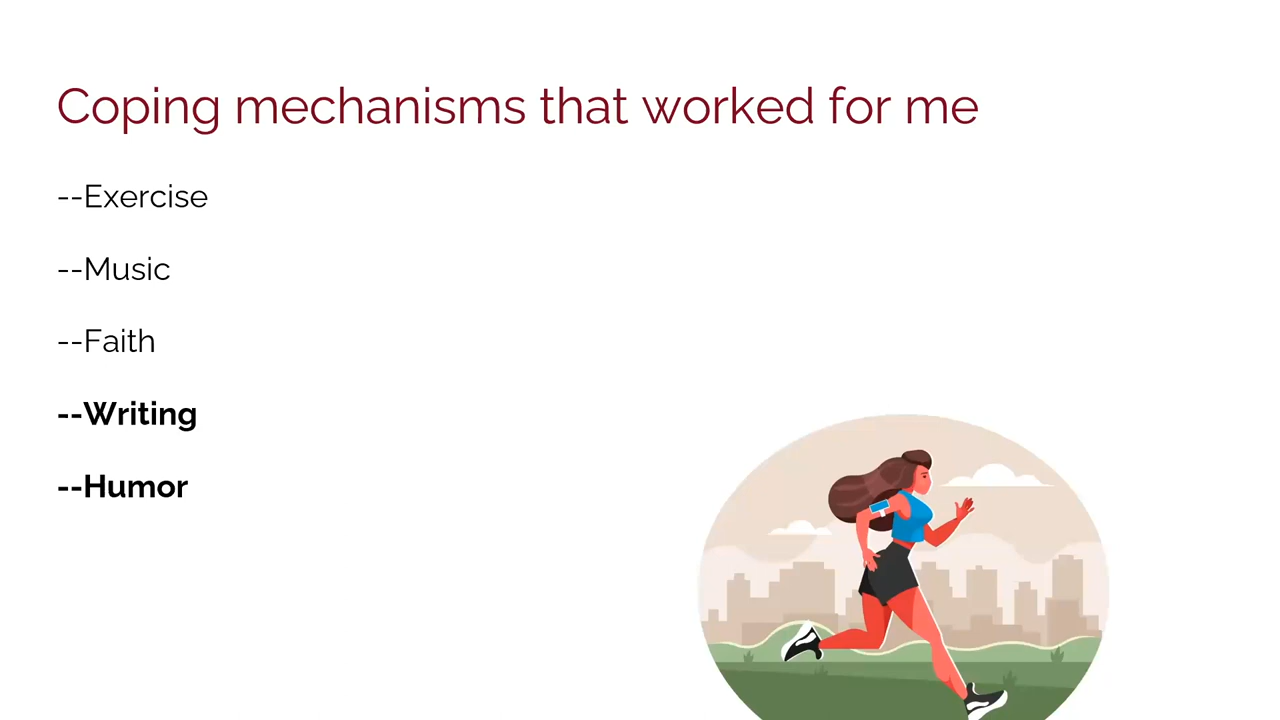 Coping mechanisms that worked for me
--Exercise
--Music
--Faith
--Writing
--Humor